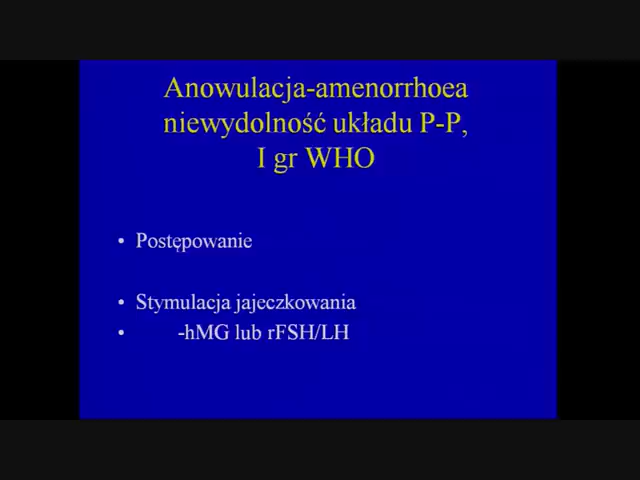 Anowulacja-amenorrhoea
niewydolność układu P-P,
I gr WHO
• Postępowanie
• Stymulacja jajeczkowania
• -hMG lub rFSH/LH